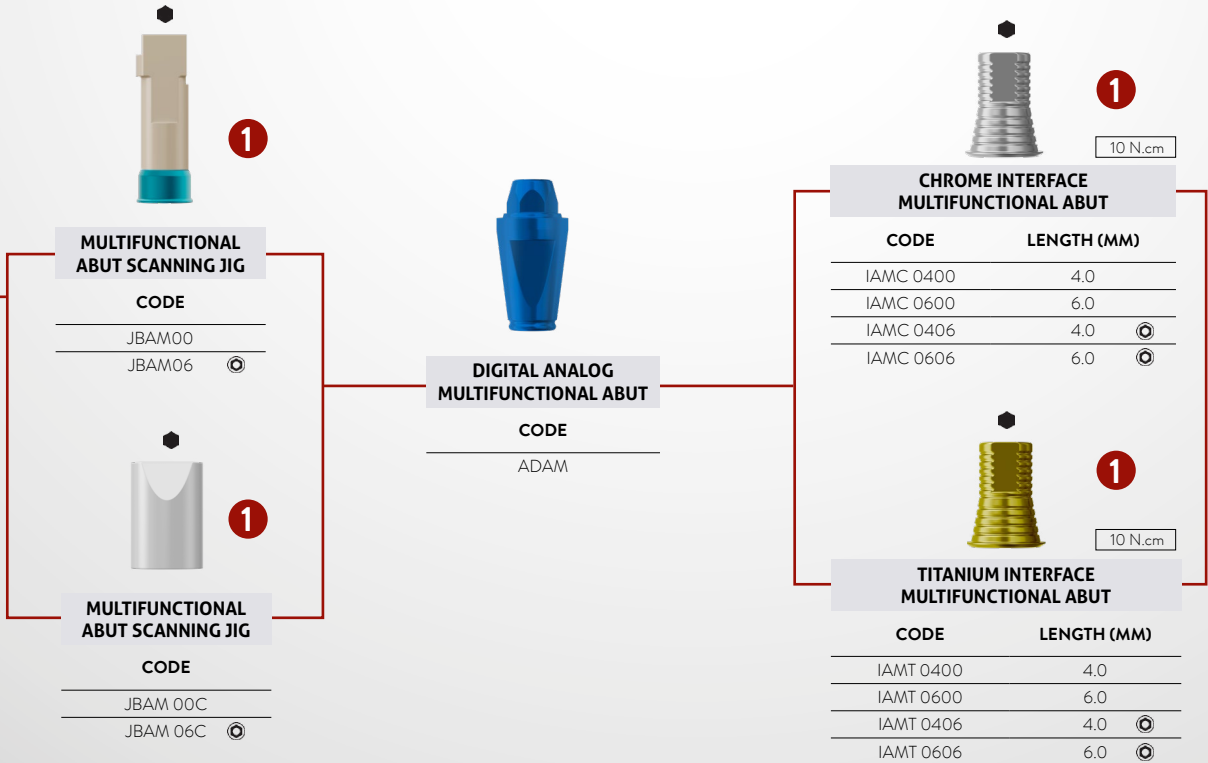 1
MULTIFUNCTIONAL
ABUT SCANNING JIG
CODE
JBAM00
JBAM06
1
MULTIFUNCTIONAL
ABUT SCANNING JIG
CODE
JBAM 00C
JBAM 06C
DIGITAL ANALOG
MULTIFUNCTIONAL ABUT
CODE
ADAM
1
10 N.cm
CHROME INTERFACE
MULTIFUNCTIONAL ABUT
CODE LENGTH (MM)
IAMC 0400 4.0
IAMC 0600 6.0
IAMC 0406 4.0
IAMC 0606 6.0
1
10 N.cm
TITANIUM INTERFACE
MULTIFUNCTIONAL ABUT
CODE LENGTH (MM)
IAMT 0400 4.0
IAMT 0600 6.0
IAMT 0406 4.0
IAMT 0606 6.0